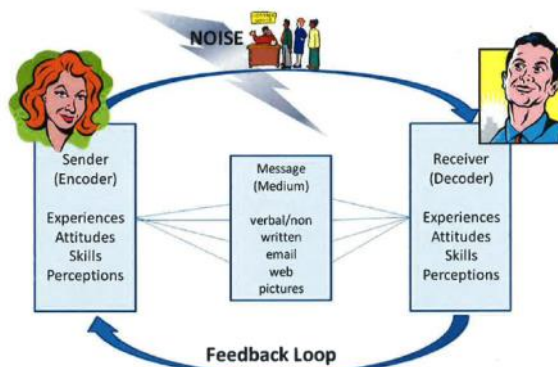 NOISE
Sender
(Encoder)
Experiences
Attitudes
Skills
Perceptions
Message
(Medium)
verbal/non
written
email
web
pictures
Receiver
(Decoder)
Experiences
Attitudes
Skills
Perceptions
Feedback Loop